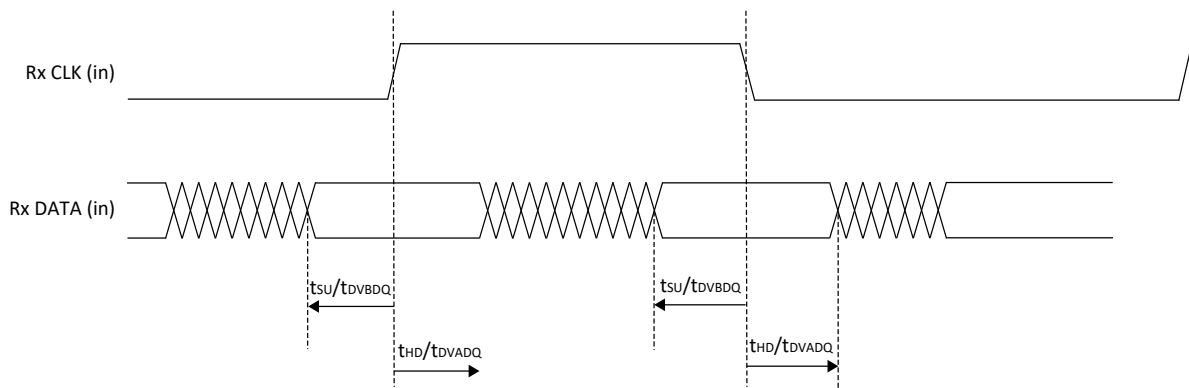 Rx CLK (in)
Rx DATA (in)
tSU/tDVBDQ
tSU/tDVBDQ
tHD/tDVADQ
tHD/tDVADQ